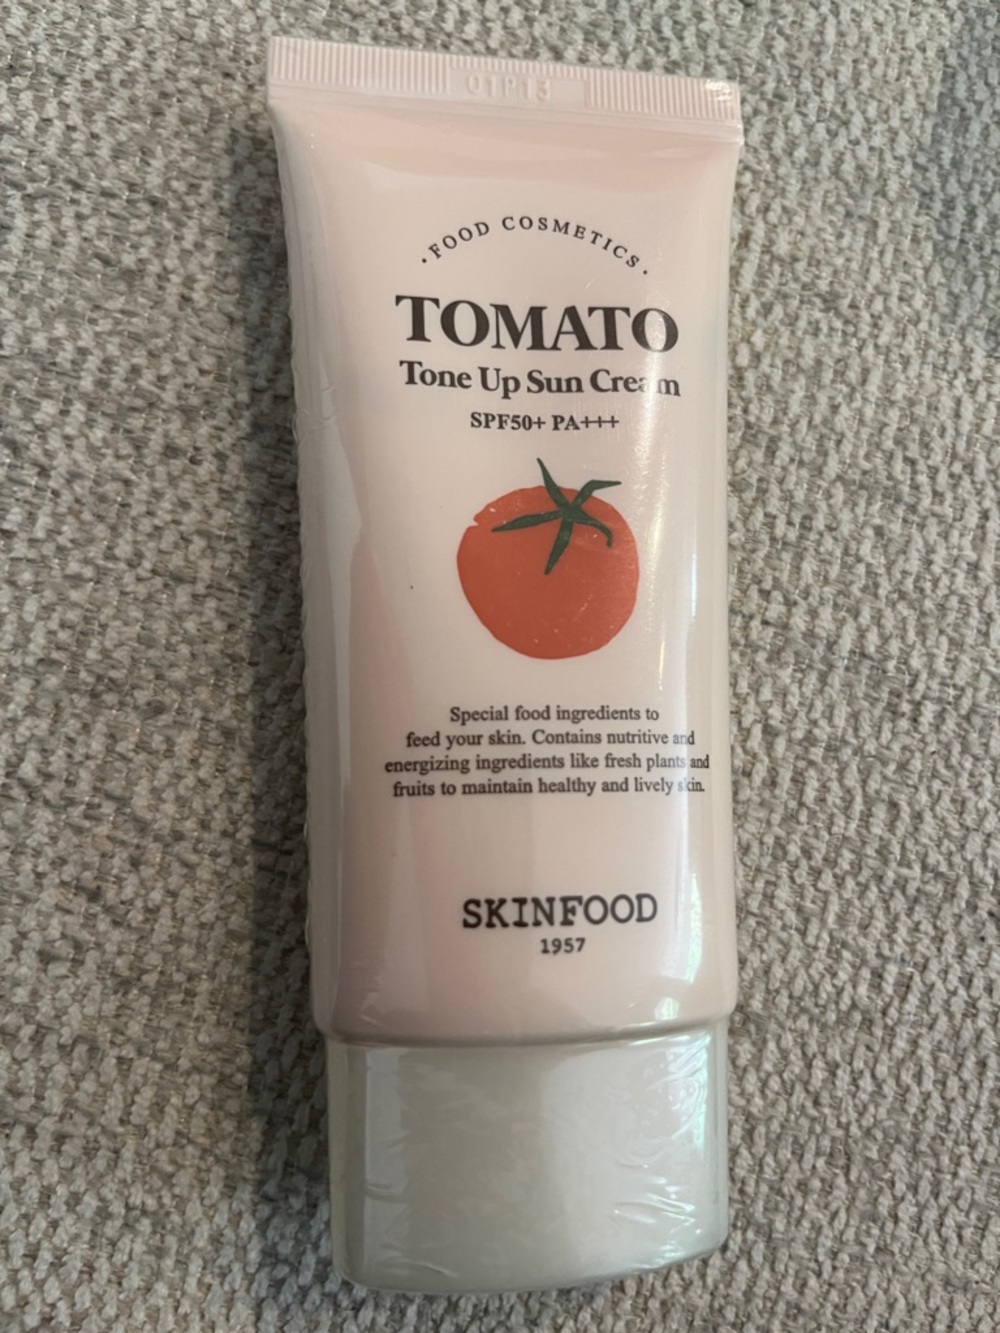 01P13
·FOOD COSMETICS·
TOMATO
Tone Up Sun Cream
SPF50+ PA+++
Special food ingredients to
feed your skin. Contains nutritive and
energizing ingredients like fresh plants and
fruits to maintain healthy and lively skin.
SKINFOOD
1957